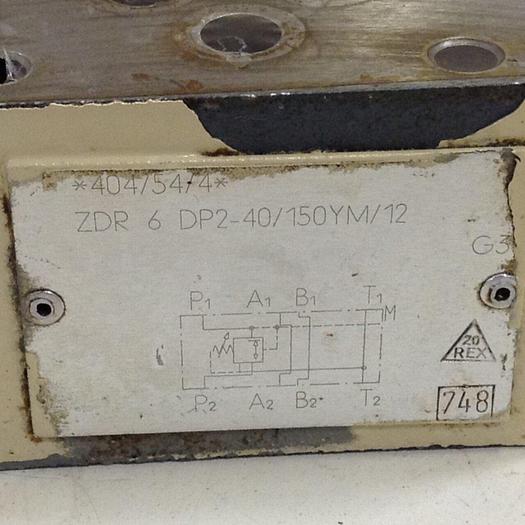 *404/54/4*
ZDR 6 DP2-40/150YM/12
G3
P1 A1 B1 T1
M
P2 A2 B2 T2
20
REX
748